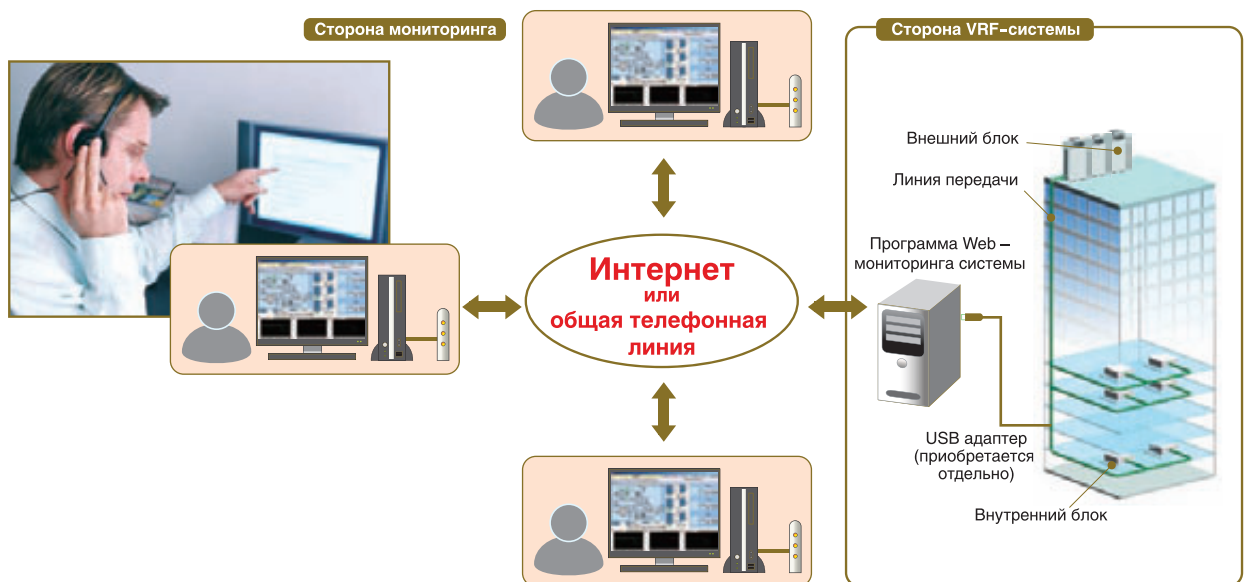 Сторона мониторинга
Сторона VRF-системы
Внешний блок
Линия передачи
Программа Web –
мониторинга системы
Интернет
или
общая телефонная
линия
USB адаптер
(приобретается
отдельно)
Внутренний блок